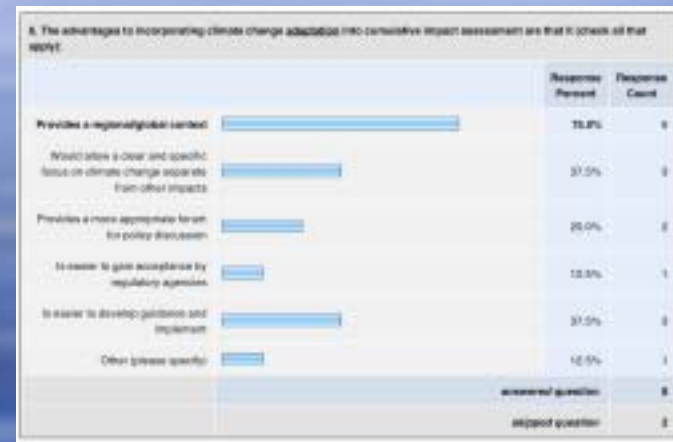 8. The advantages to incorporating climate change adaptation into cumulative impact assessment are that it (check all that
apply):
Response
Percent
Response
Count
Provides a regional/global context
75.0%
6
Would allow a clear and specific
focus on climate change separate
from other impacts
37.5%
3
Provides a more appropriate forum
for policy discussion
25.0%
2
Is easier to gain acceptance by
regulatory agencies
12.5%
1
Is easier to develop guidance and
implement
37.5%
3
Other (please specify)
12.5%
1
answered question
8
skipped question
2